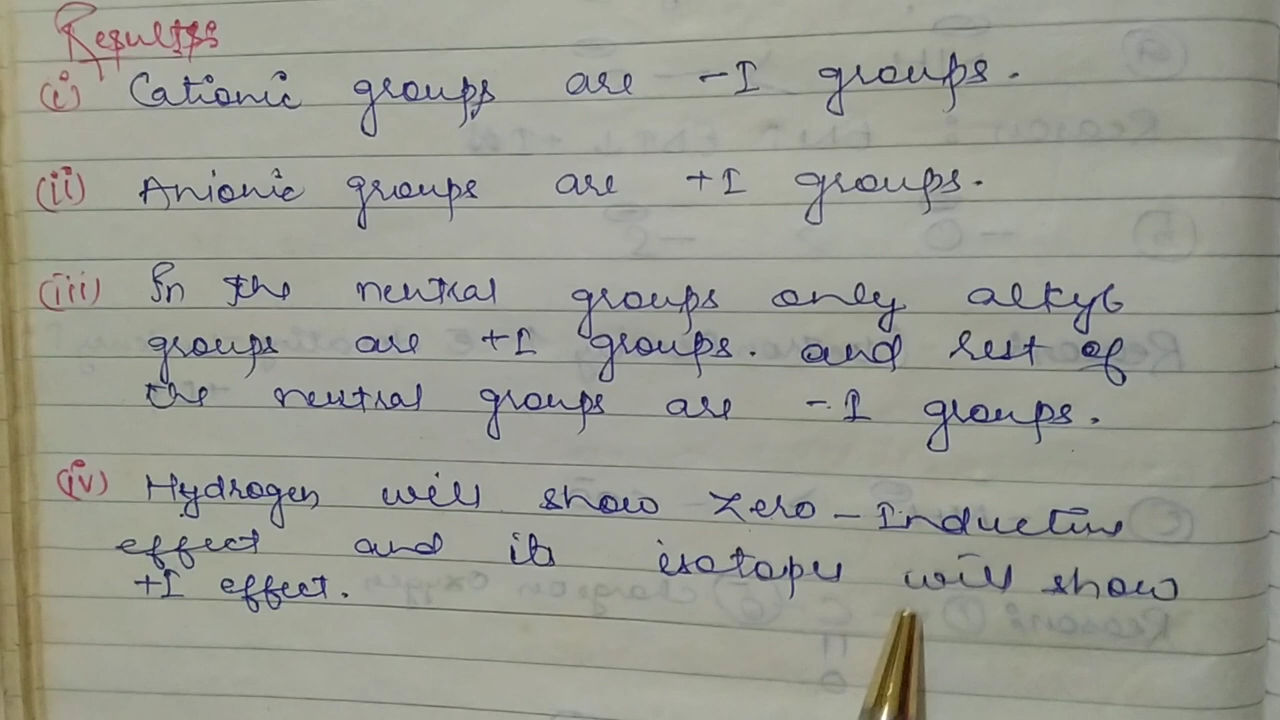 Results
(i) Cationic groups are -I groups.
(ii) Anionic groups are +I groups.
(iii) In the neutral groups only alkyl
groups are +I groups. and rest of
the neutral groups are -I groups.
(iv) Hydrogen will show zero-Inductive
effect and its isotopes will show
+I effect.